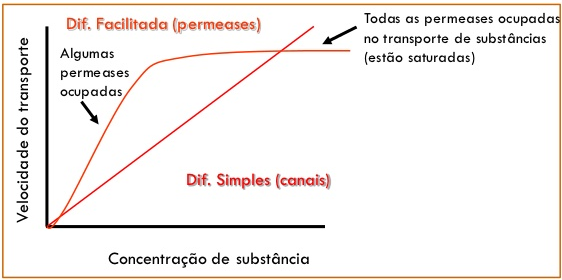 Dif. Facilitada (permeases)
Todas as permeases ocupadas
no transporte de substâncias
(estão saturadas)
Algumas
permeases
ocupadas
Velocidade do transporte
Dif. Simples (canais)
Concentração de substância